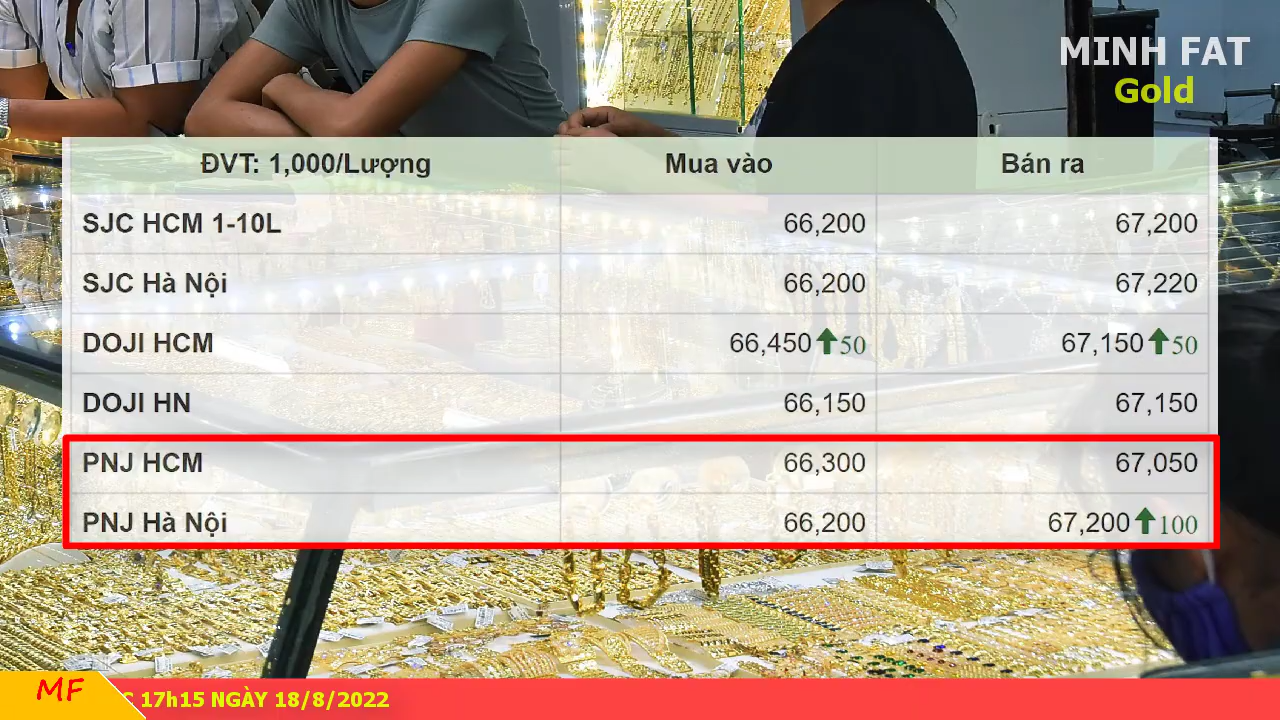 MINH FAT
Gold
ĐVT: 1,000/Lượng Mua vào Bán ra
SJC HCM 1-10L 66,200 67,200
SJC Hà Nội 66,200 67,220
DOJI HCM 66,450 50 67,150 50
DOJI HN 66,150 67,150
PNJ HCM 66,300 67,050
PNJ Hà Nội 66,200 67,200 100
MF
17h15 NGÀY 18/8/2022